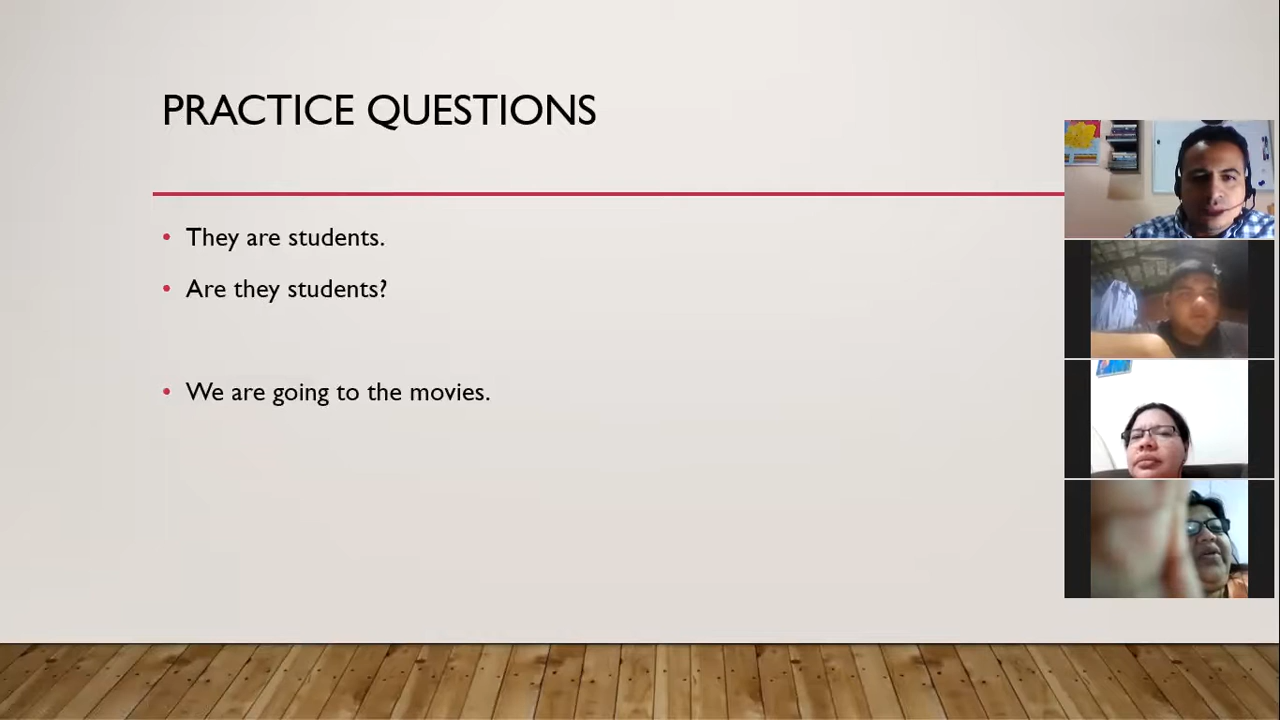 PRACTICE QUESTIONS
• They are students.
• Are they students?
• We are going to the movies.